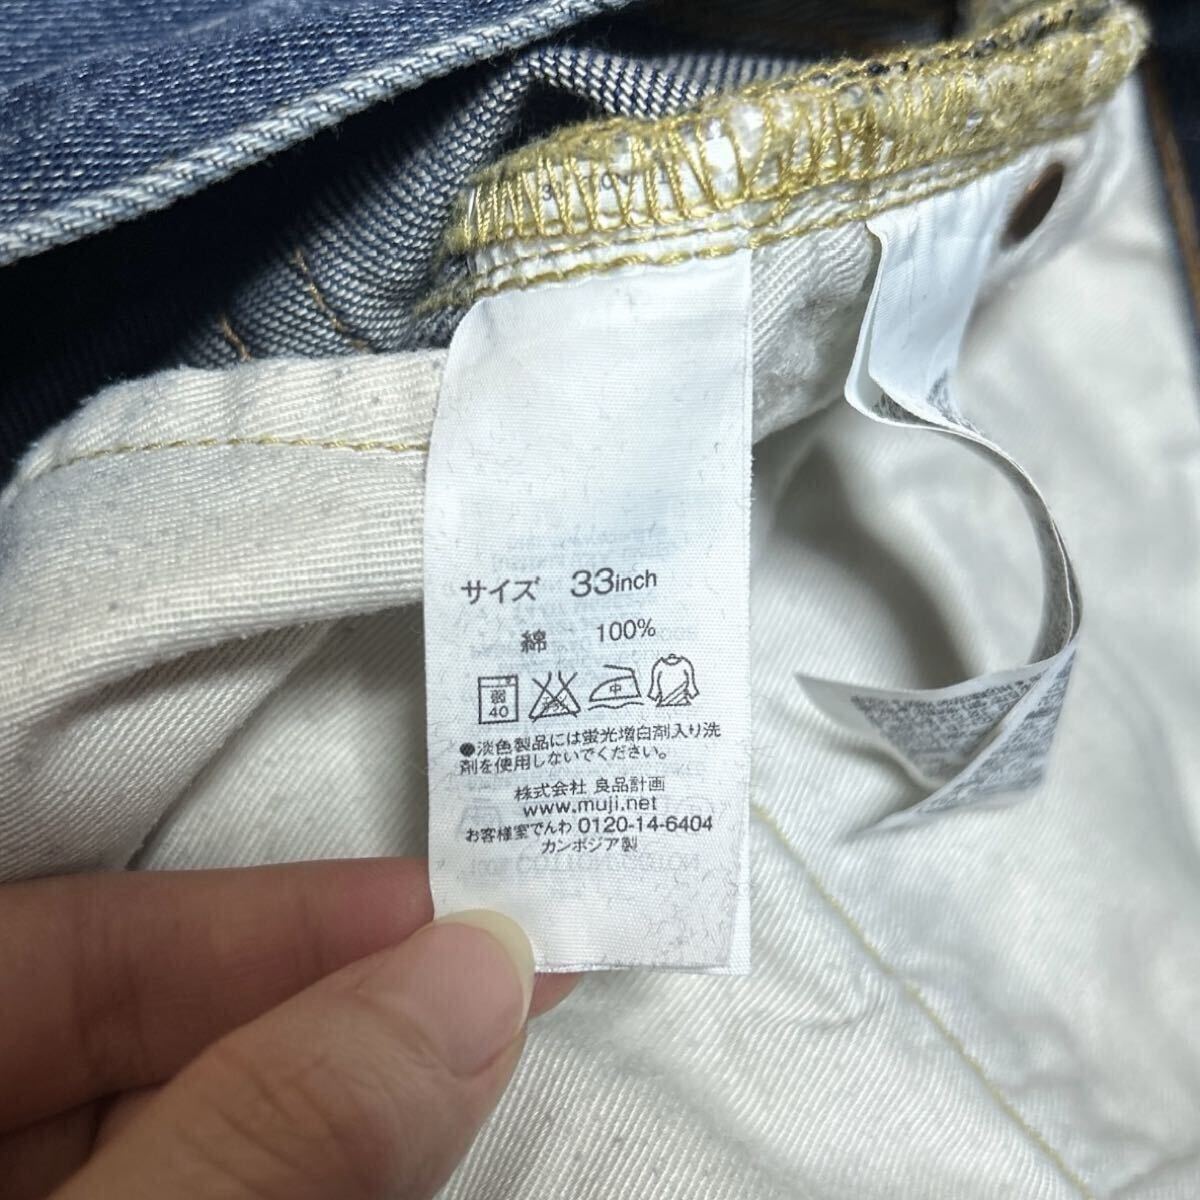 サイズ 33inch
綿 100%
弱 中
40
●淡色製品には蛍光増白剤入り洗
剤を使用しないでください。
株式会社 良品計画
www.muji.net
お客様室でんわ 0120-14-6404
カンボジア製